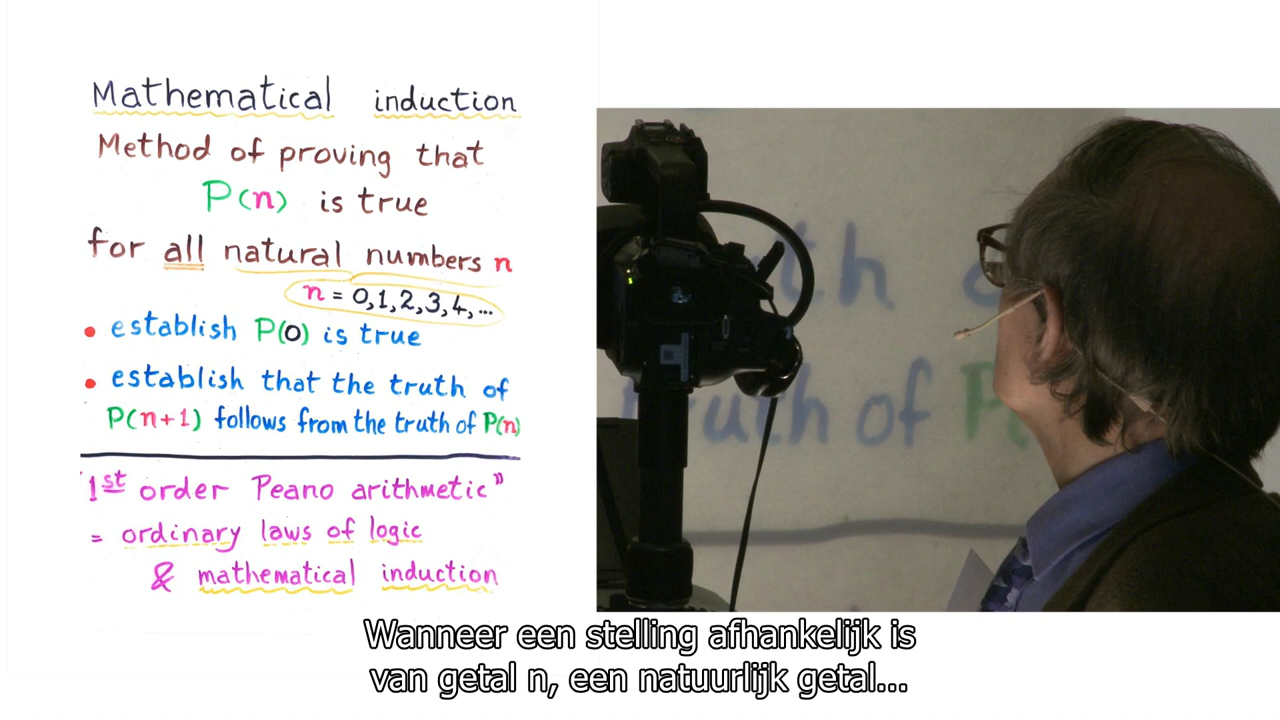 Mathematical induction
Method of proving that
P(n) is true
for all natural numbers n
n = 0,1,2,3,4,...
• establish P(0) is true
• establish that the truth of
P(n+1) follows from the truth of P(n)
"1st order Peano arithmetic"
= ordinary laws of logic
& mathematical induction
truth of P(
Wanneer een stelling afhankelijk is
van getal n, een natuurlijk getal...